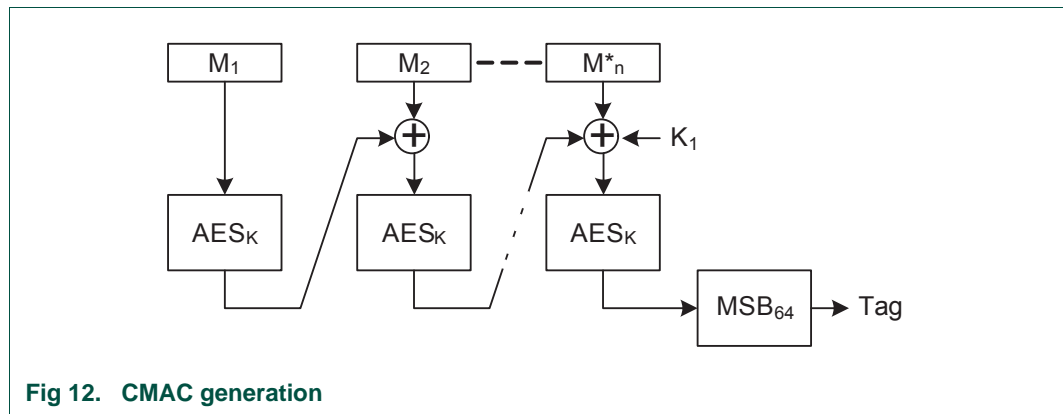 M1
M2
M*n
K1
AESK
AESK
AESK
MSB64
Tag
Fig 12. CMAC generation